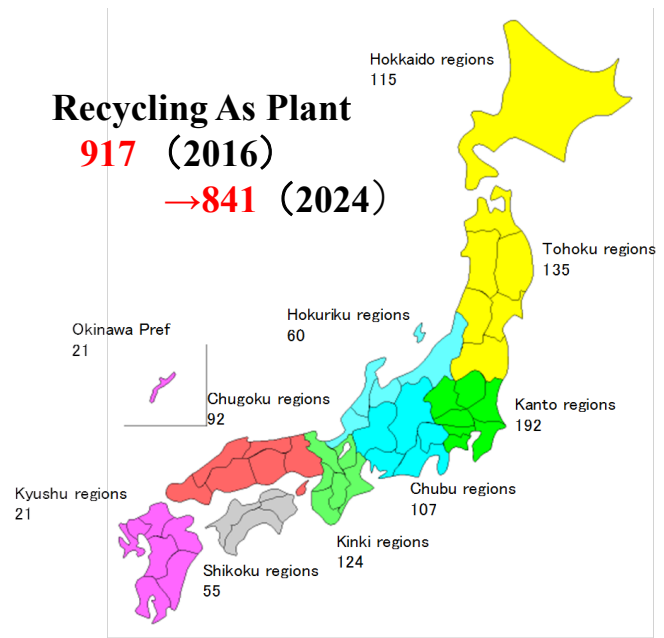 Hokkaido regions
115
Recycling As Plant
917 （2016）
→841（2024）
Tohoku regions
135
Hokuriku regions
60
Okinawa Pref
21
Chugoku regions
92
Kanto regions
192
Chubu regions
107
Kyushu regions
21
Kinki regions
124
Shikoku regions
55